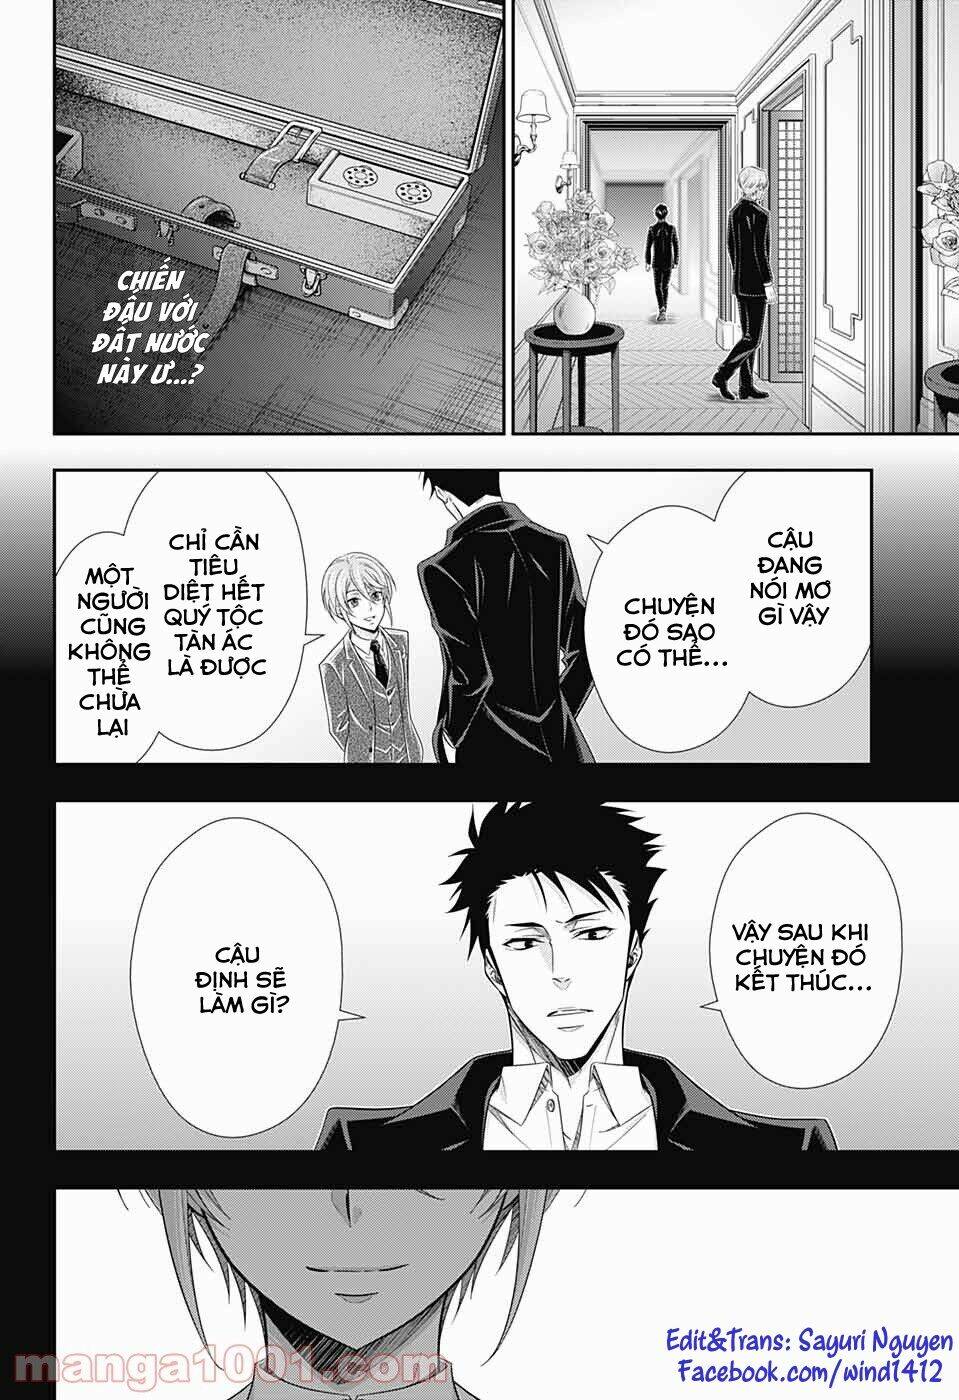 CHIẾN
ĐẤU VỚI
ĐẤT NƯỚC
NÀY Ư...?
CẬU
ĐANG
NÓI MƠ
GÌ VẬY
CHUYỆN
ĐÓ SAO
CÓ THỂ...
CHỈ CẦN
TIÊU
DIỆT HẾT
QUÝ TỘC
TÀN ÁC
LÀ ĐƯỢC
MỘT
NGƯỜI
CŨNG
KHÔNG
THỂ
CHỪA
LẠI
VẬY SAU KHI
CHUYỆN ĐÓ
KẾT THÚC...
CẬU
ĐỊNH SẼ
LÀM GÌ?
Edit&Trans: Sayuri Nguyen
Facebook.com/wind1412
manga1001.com